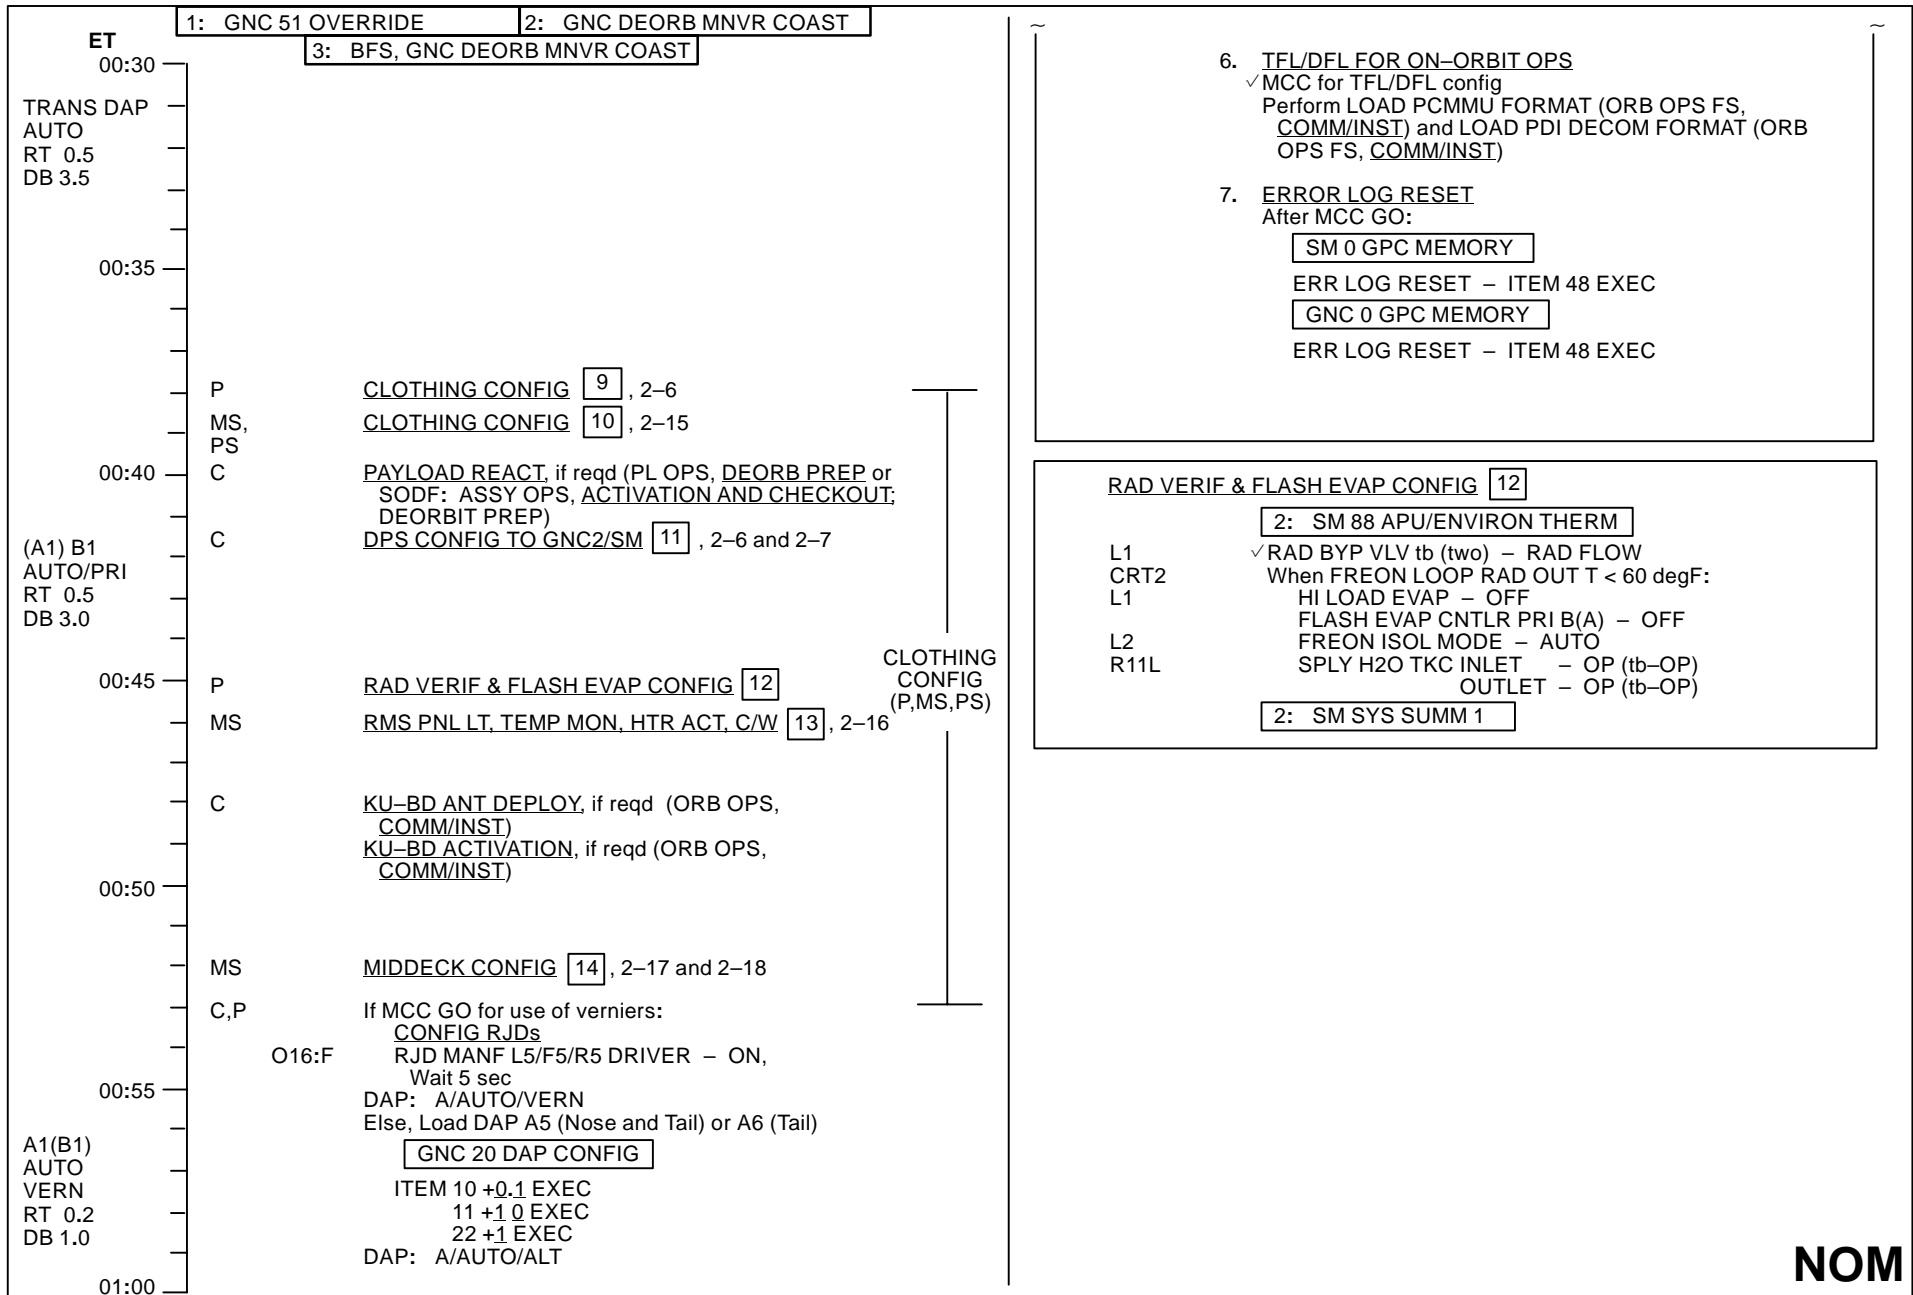 1: GNC 51 OVERRIDE 2: GNC DEORB MNVR COAST
3: BFS, GNC DEORB MNVR COAST
ET
00:30
TRANS DAP
AUTO
RT 0.5
DB 3.5
00:35
P CLOTHING CONFIG 9 , 2–6
MS, CLOTHING CONFIG 10 , 2–15
PS
00:40 C PAYLOAD REACT, if reqd (PL OPS, DEORB PREP or
SODF: ASSY OPS, ACTIVATION AND CHECKOUT;
DEORBIT PREP)
C DPS CONFIG TO GNC2/SM 11 , 2–6 and 2–7
(A1) B1
AUTO/PRI
RT 0.5
DB 3.0
00:45 P RAD VERIF & FLASH EVAP CONFIG 12
MS RMS PNL LT, TEMP MON, HTR ACT, C/W 13 , 2–16
CLOTHING
CONFIG
(P,MS,PS)
C KU–BD ANT DEPLOY, if reqd (ORB OPS,
COMM/INST)
KU–BD ACTIVATION, if reqd (ORB OPS,
COMM/INST)
00:50
MS MIDDECK CONFIG 14 , 2–17 and 2–18
C,P If MCC GO for use of verniers:
CONFIG RJDs
O16:F RJD MANF L5/F5/R5 DRIVER – ON,
Wait 5 sec
00:55
DAP: A/AUTO/VERN
Else, Load DAP A5 (Nose and Tail) or A6 (Tail)
A1(B1)
AUTO
VERN
RT 0.2
DB 1.0
GNC 20 DAP CONFIG
ITEM 10 +0.1 EXEC
11 +1 0 EXEC
22 +1 EXEC
DAP: A/AUTO/ALT
01:00
~ ~
6. TFL/DFL FOR ON–ORBIT OPS
✓MCC for TFL/DFL config
Perform LOAD PCMMU FORMAT (ORB OPS FS,
COMM/INST) and LOAD PDI DECOM FORMAT (ORB
OPS FS, COMM/INST)
7. ERROR LOG RESET
After MCC GO:
SM 0 GPC MEMORY
ERR LOG RESET – ITEM 48 EXEC
GNC 0 GPC MEMORY
ERR LOG RESET – ITEM 48 EXEC
RAD VERIF & FLASH EVAP CONFIG 12
2: SM 88 APU/ENVIRON THERM
L1 ✓RAD BYP VLV tb (two) – RAD FLOW
CRT2 When FREON LOOP RAD OUT T < 60 degF:
L1 HI LOAD EVAP – OFF
FLASH EVAP CNTLR PRI B(A) – OFF
L2 FREON ISOL MODE – AUTO
R11L SPLY H2O TKC INLET – OP (tb–OP)
OUTLET – OP (tb–OP)
2: SM SYS SUMM 1
NOM